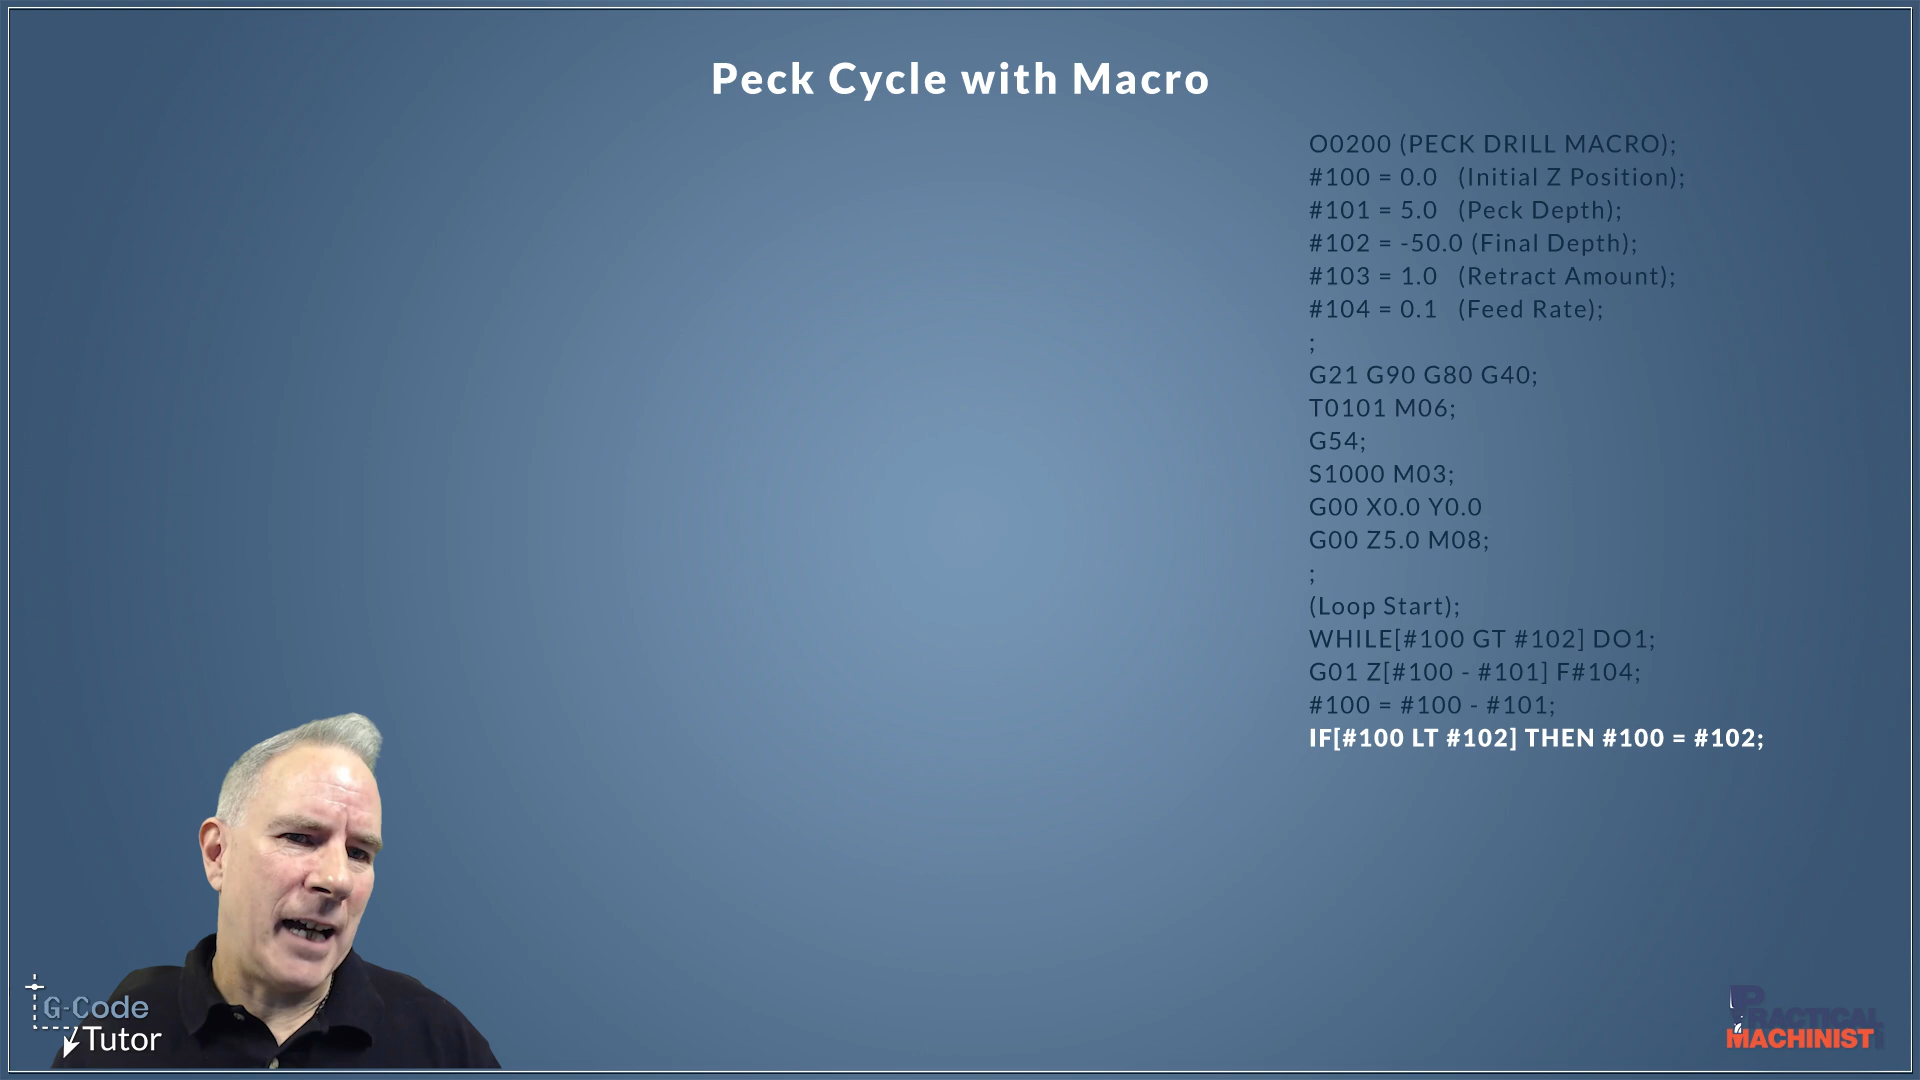 Peck Cycle with Macro
O0200 (PECK DRILL MACRO);
#100 = 0.0 (Initial Z Position);
#101 = 5.0 (Peck Depth);
#102 = -50.0 (Final Depth);
#103 = 1.0 (Retract Amount);
#104 = 0.1 (Feed Rate);
;
G21 G90 G80 G40;
T0101 M06;
G54;
S1000 M03;
G00 X0.0 Y0.0
G00 Z5.0 M08;
;
(Loop Start);
WHILE[#100 GT #102] DO1;
G01 Z[#100 - #101] F#104;
#100 = #100 - #101;
IF[#100 LT #102] THEN #100 = #102;
G-Code
Tutor
PRACTICAL
MACHINIST